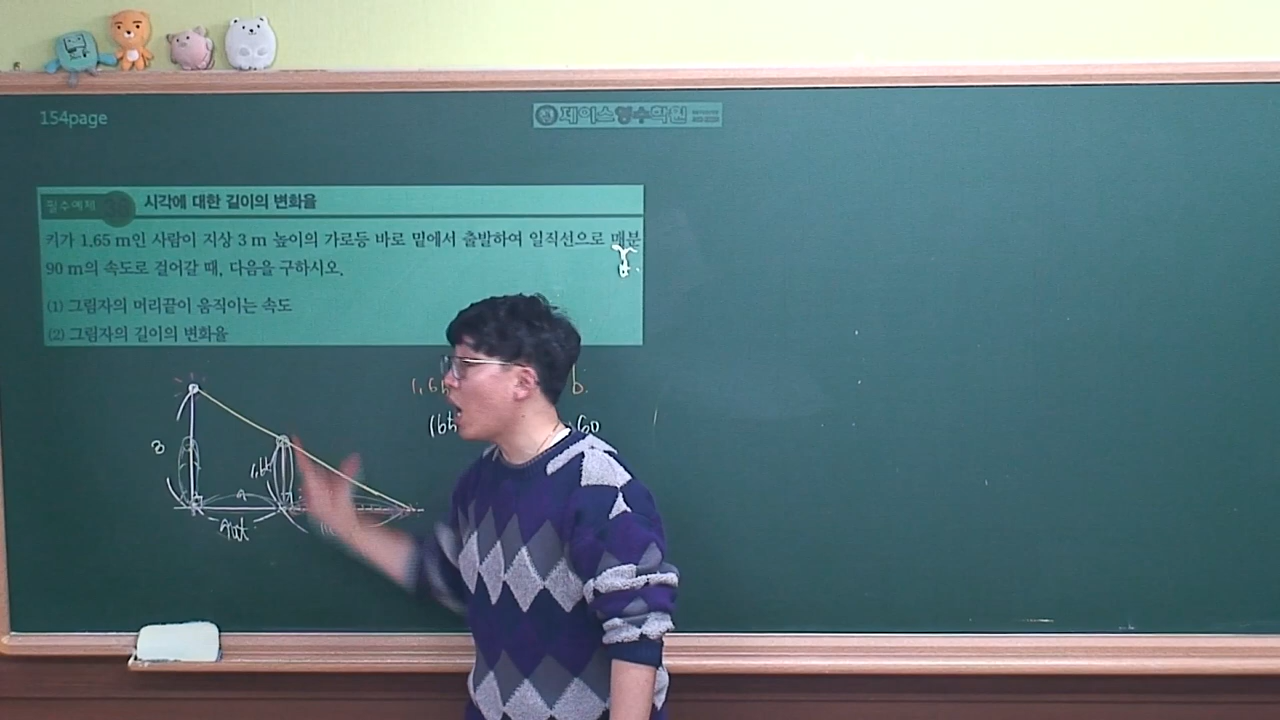 154page
제이스영수학원
필수예제
시각에 대한 길이의 변화율
키가 1.65 m인 사람이 지상 3 m 높이의 가로등 바로 밑에서 출발하여 일직선으로 매분
90 m의 속도로 걸어갈 때, 다음을 구하시오.
(1) 그림자의 머리끝이 움직이는 속도
(2) 그림자의 길이의 변화율
b.
165
60
3
a
90t